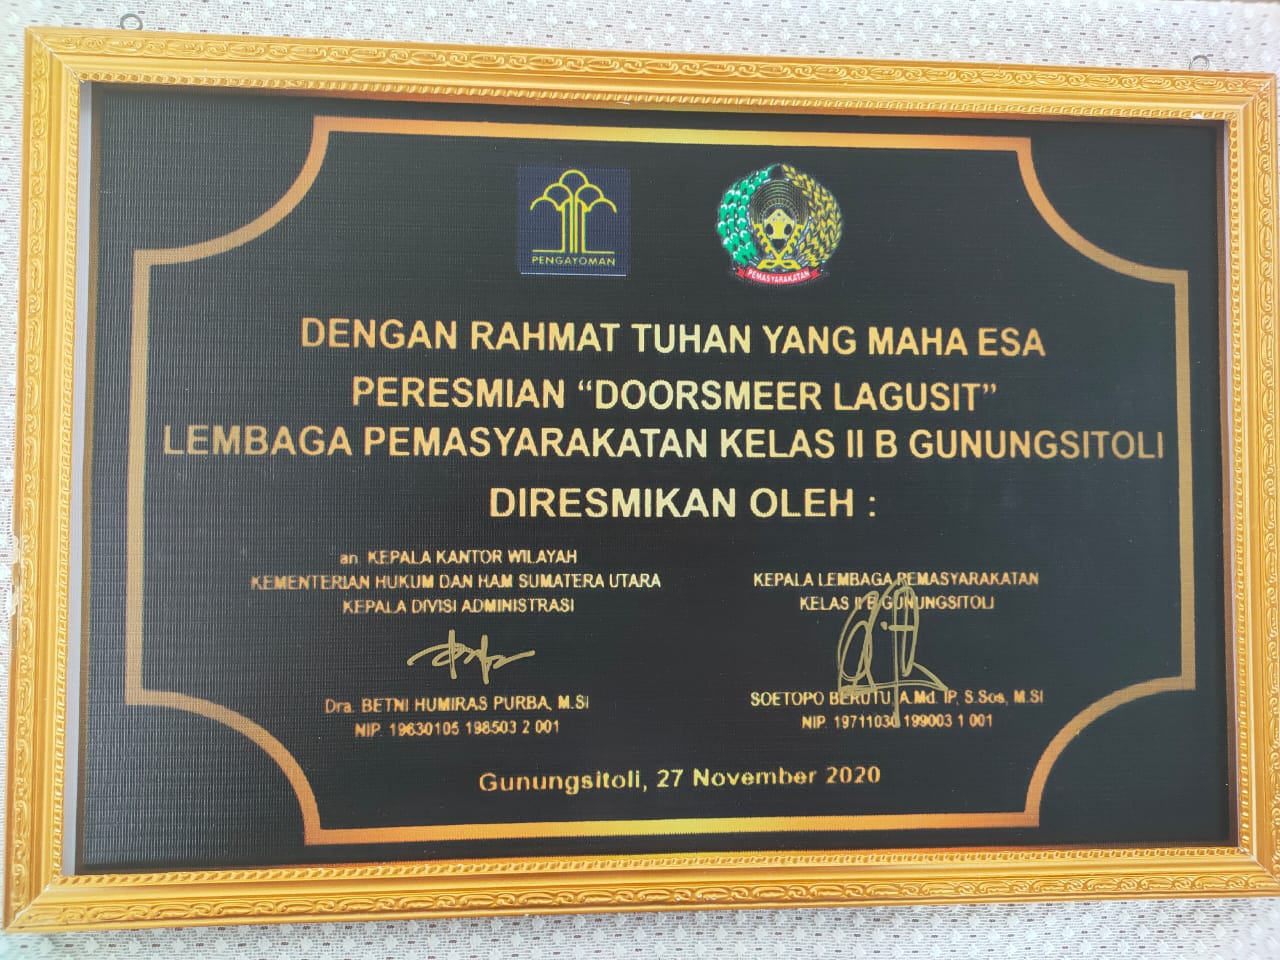 PENGAYOMAN
PEMASYARAKATAN
DENGAN RAHMAT TUHAN YANG MAHA ESA
PERESMIAN “DOORSMEER LAGUSIT”
LEMBAGA PEMASYARAKATAN KELAS II B GUNUNGSITOLI
DIRESMIKAN OLEH :
an KEPALA KANTOR WILAYAH
KEMENTERIAN HUKUM DAN HAM SUMATERA UTARA
KEPALA DIVISI ADMINISTRASI
Dra. BETNI HUMIRAS PURBA, M.SI
NIP. 19630105 198503 2 001
KEPALA LEMBAGA PEMASYARAKATAN
KELAS II B GUNUNGSITOLI
SOETOPO BERUTU, A.Md. IP, S.Sos, M.SI
NIP. 19711030 199003 1 001
Gunungsitoli, 27 November 2020